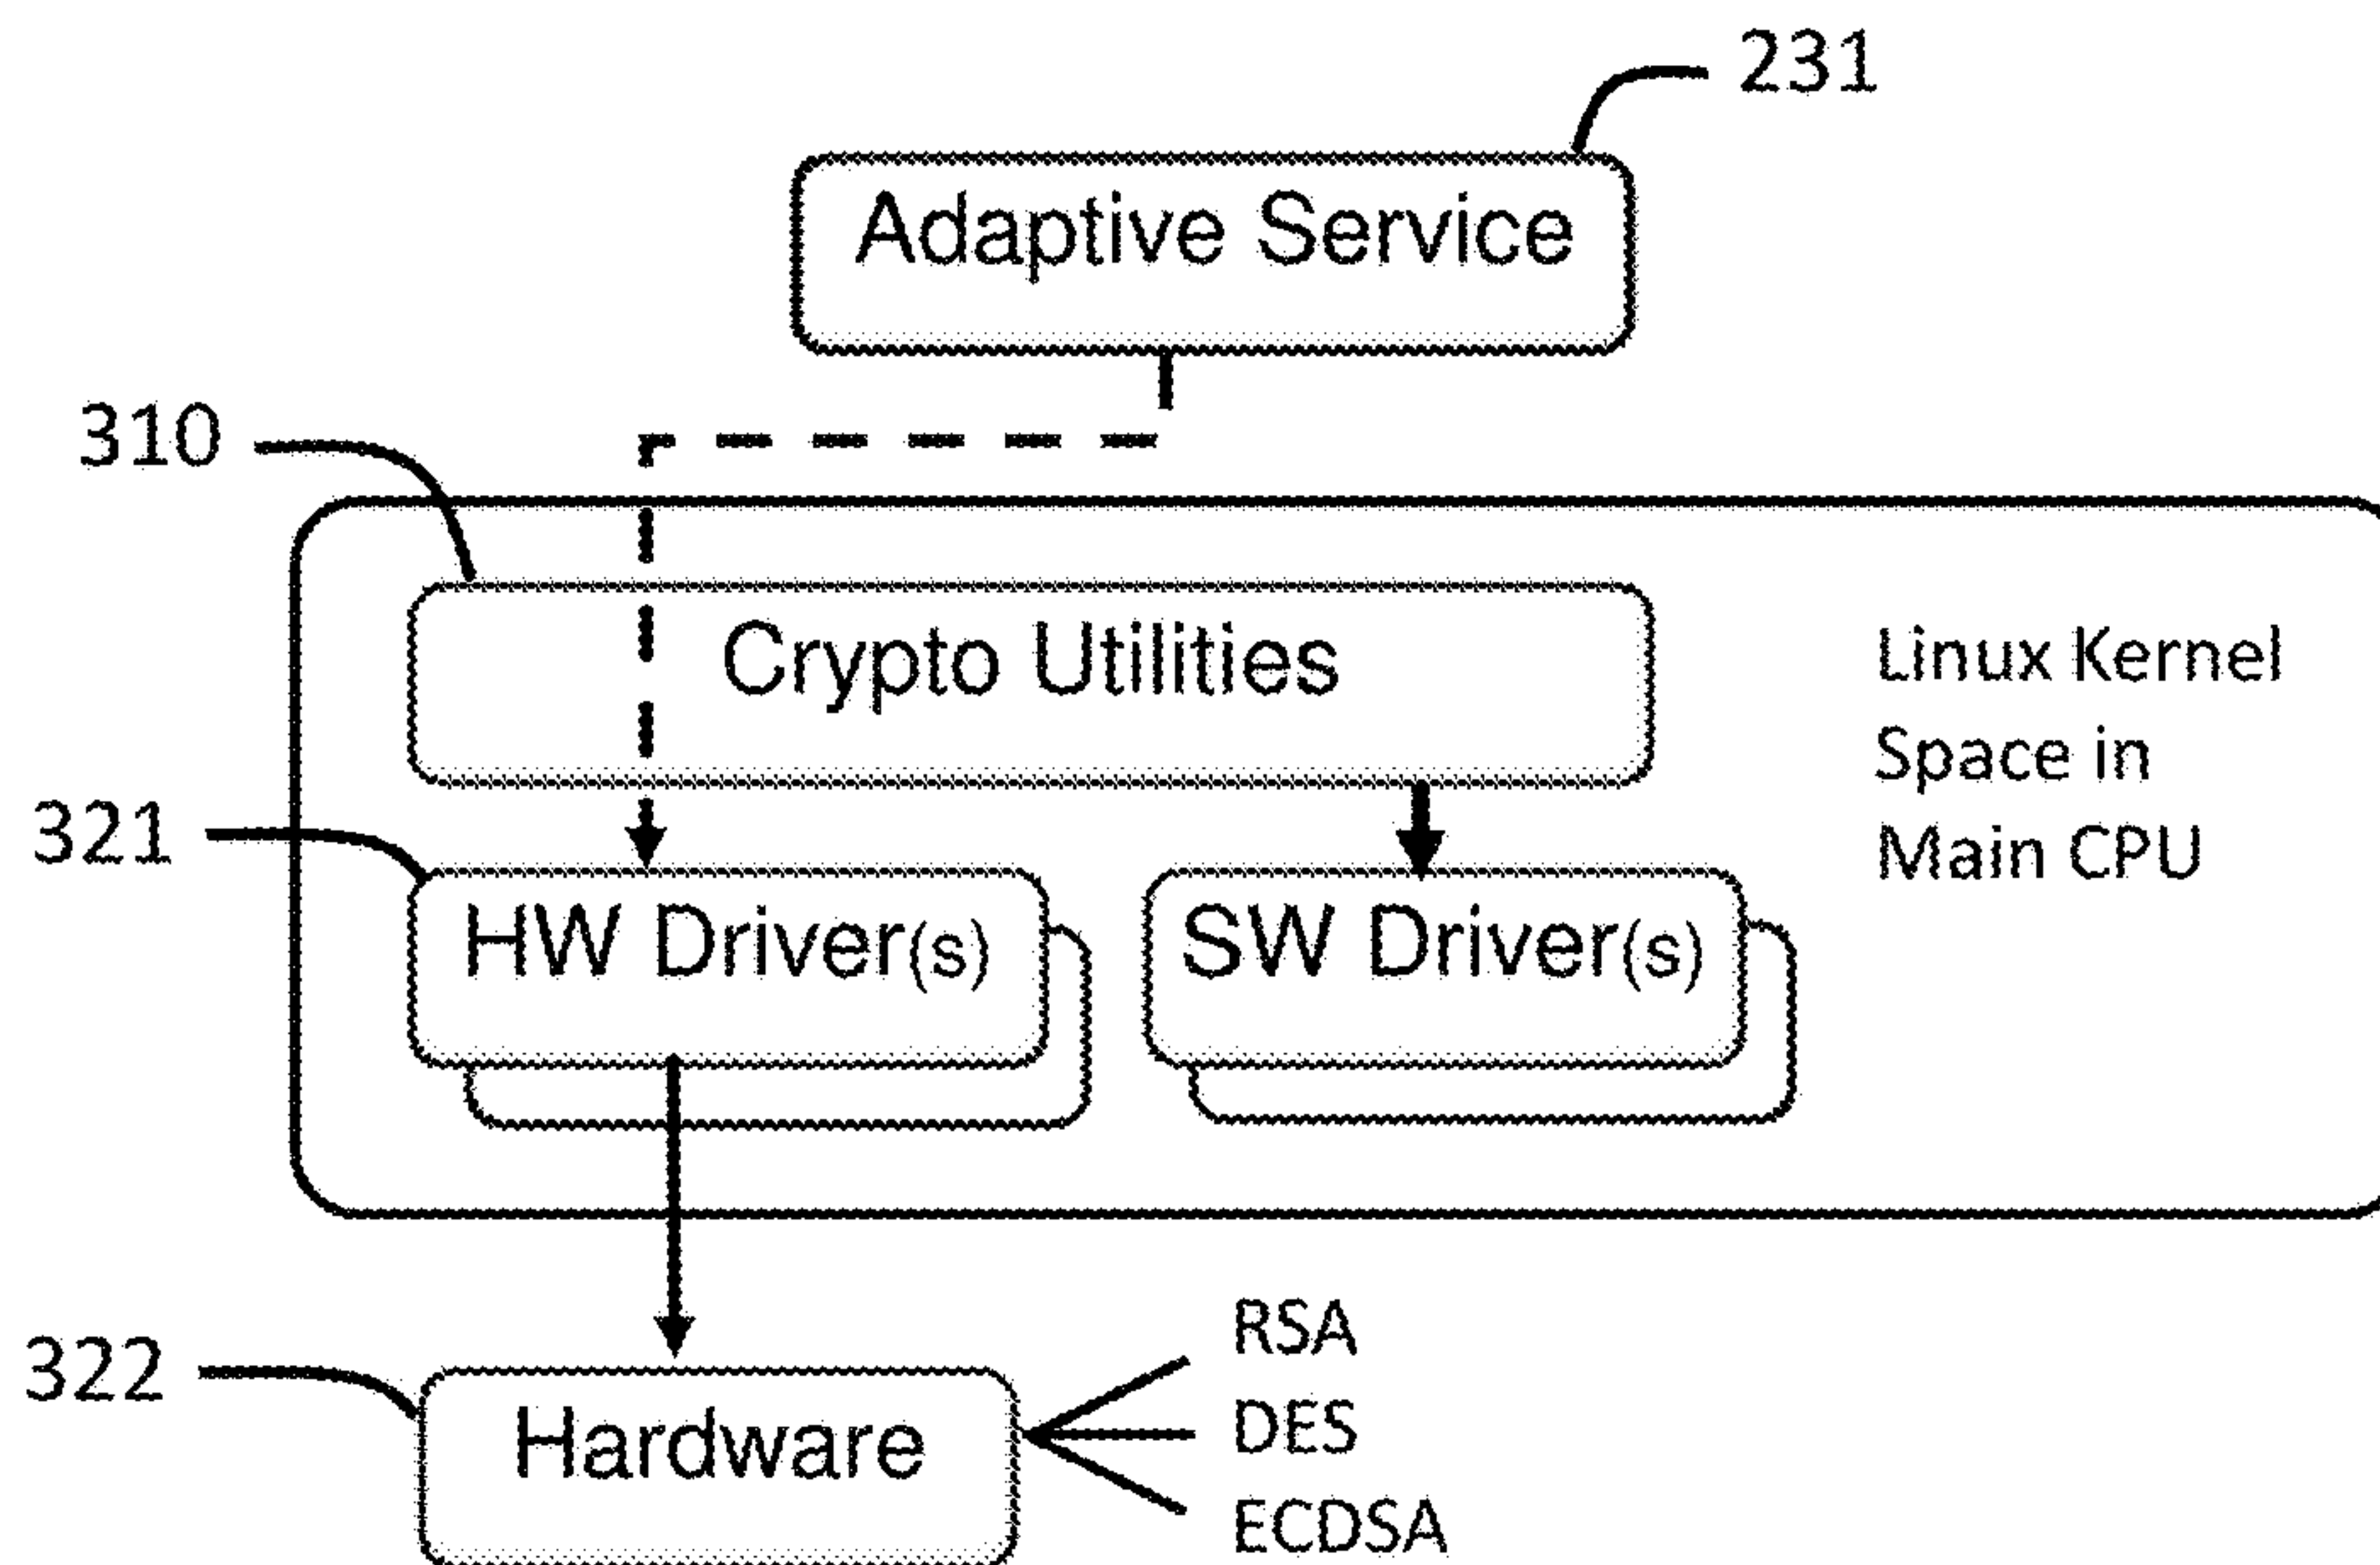 231
Adaptive Service
310
Crypto Utilities
Linux Kernel
Space in
Main CPU
321
HW Driver(s)
SW Driver(s)
322
Hardware
RSA
DES
ECDSA